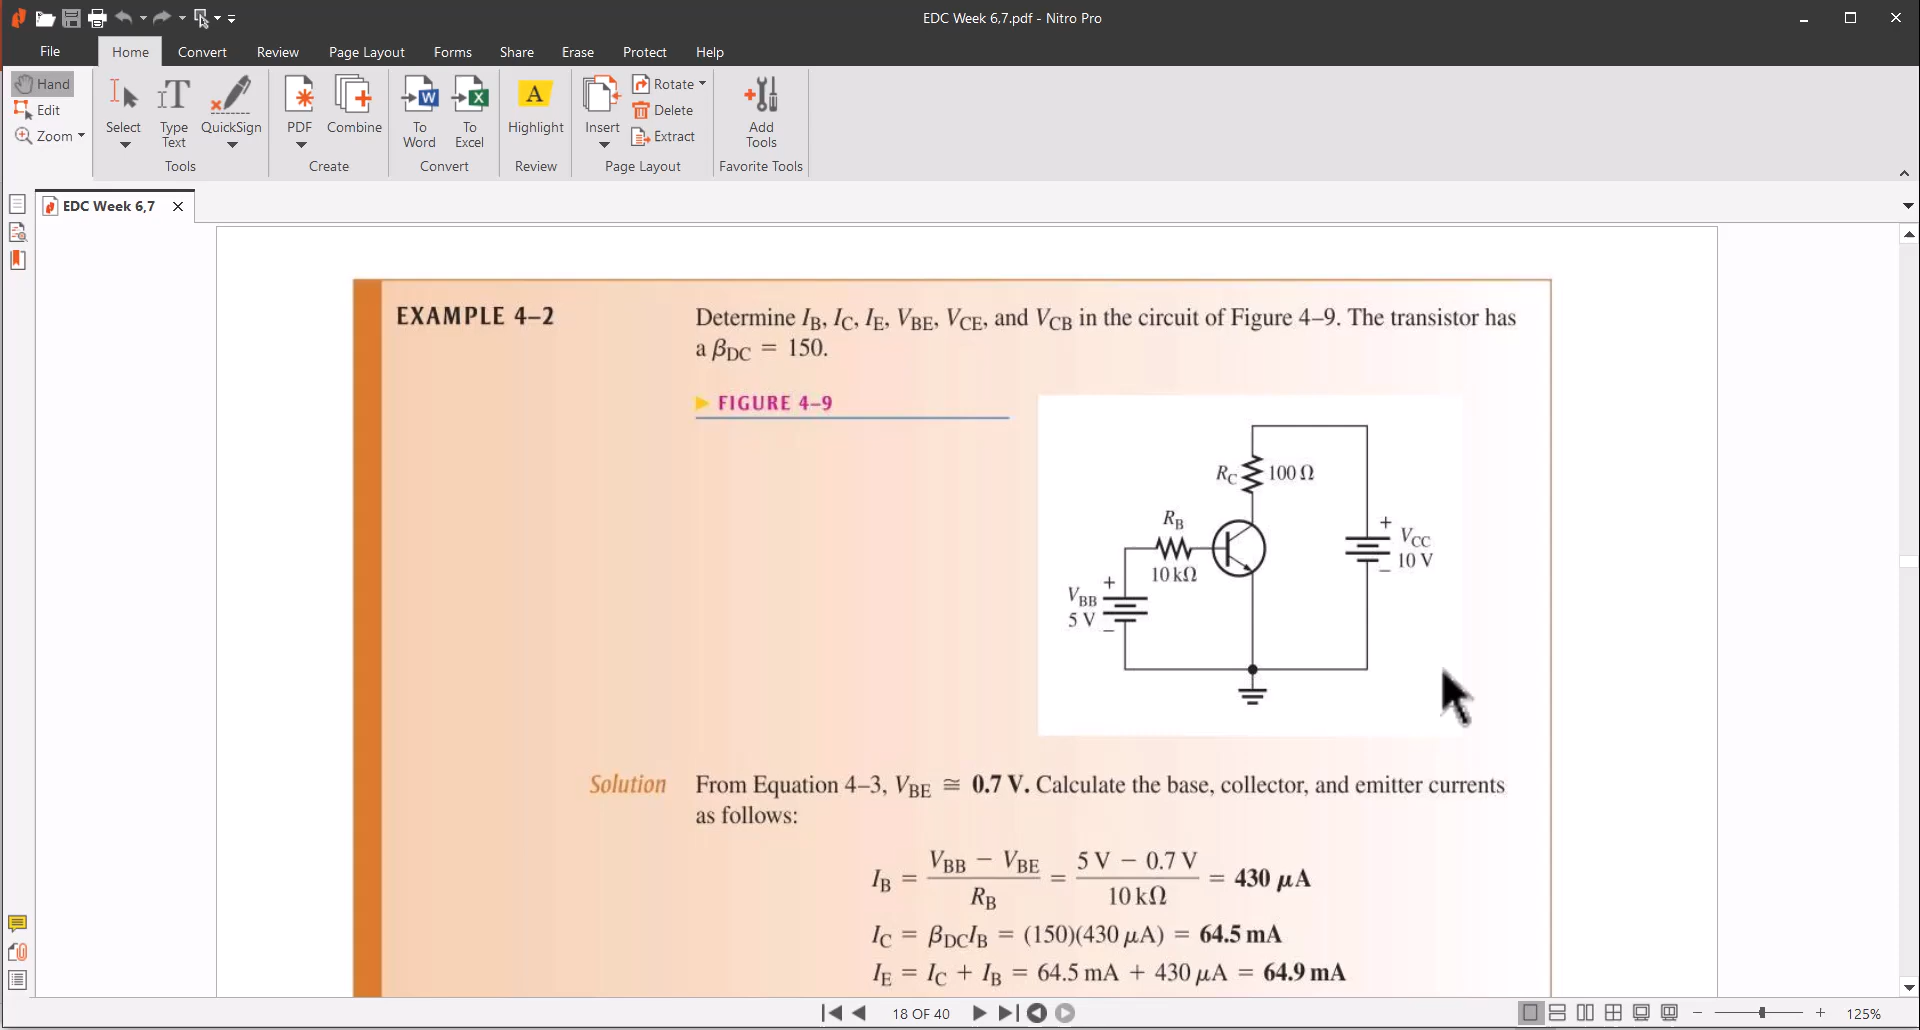 EDC Week 6,7.pdf - Nitro Pro
File Home Convert Review Page Layout Forms Share Erase Protect Help
Hand
Edit
Zoom
Select
Type Text
QuickSign
Tools
PDF
Combine
Create
To Word
To Excel
Convert
Highlight
Review
Insert
Rotate
Delete
Extract
Page Layout
Add Tools
Favorite Tools
EDC Week 6,7
EXAMPLE 4–2
Determine I_B, I_C, I_E, V_BE, V_CE, and V_CB in the circuit of Figure 4–9. The transistor has
a β_DC = 150.
FIGURE 4–9
R_C 100 Ω
R_B
10 kΩ
+
V_CC
10 V
–
+
V_BB
5 V
–
Solution
From Equation 4–3, V_BE ≅ 0.7 V. Calculate the base, collector, and emitter currents
as follows:
I_B = (V_BB − V_BE) / R_B = (5 V − 0.7 V) / 10 kΩ = 430 μA
I_C = β_DC I_B = (150)(430 μA) = 64.5 mA
I_E = I_C + I_B = 64.5 mA + 430 μA = 64.9 mA
18 OF 40
125%